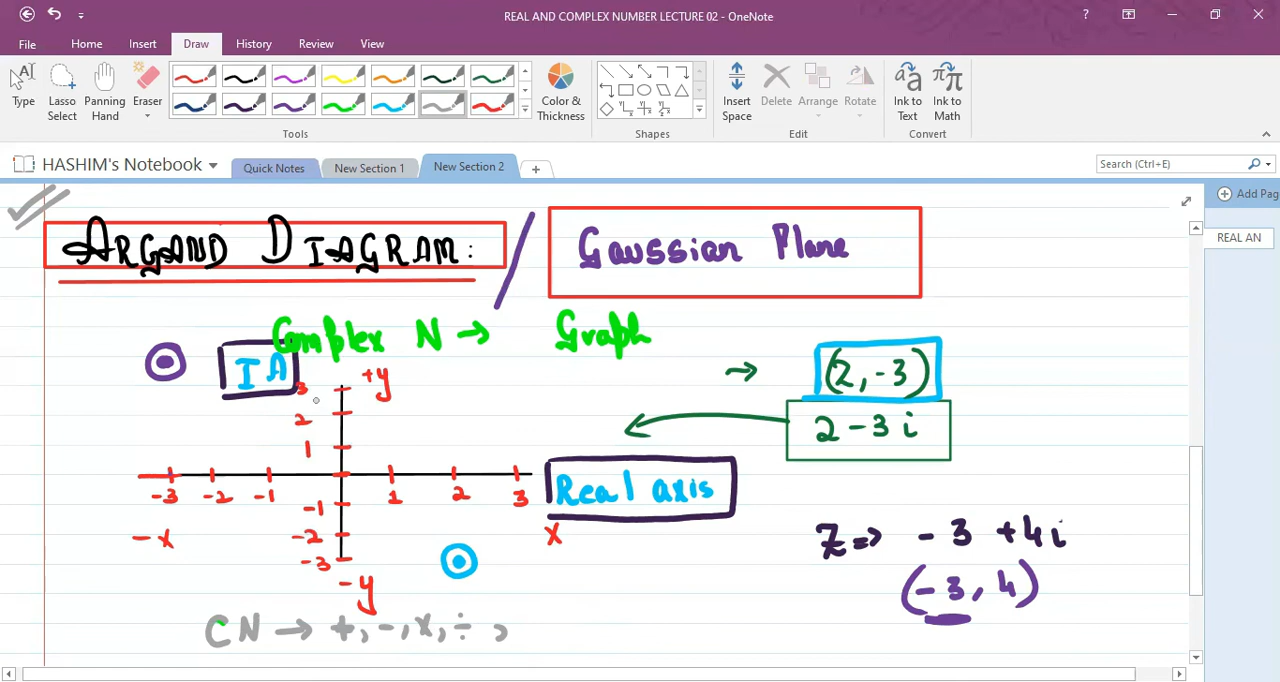 REAL AND COMPLEX NUMBER LECTURE 02 - OneNote
?
File Home Insert Draw History Review View
Type
Lasso Select
Panning Hand
Eraser
Color & Thickness
Insert Space
Delete
Arrange
Rotate
Ink to Text
Ink to Math
Tools
Shapes
Edit
Convert
HASHIM's Notebook
Quick Notes
New Section 1
New Section 2
+
Search (Ctrl+E)
Add Pag
REAL AN
ARGAND DIAGRAM: / Gaussian Plane
Complex N → Graph
IA
+y
→ (2, -3)
2 - 3 i
3
2
1
-3 -2 -1 1 2 3
Real axis
-x
x
-1
-2
-3
-y
Z ⇒ - 3 + 4 i
(- 3, 4)
CN → +, -, x, ÷ ,